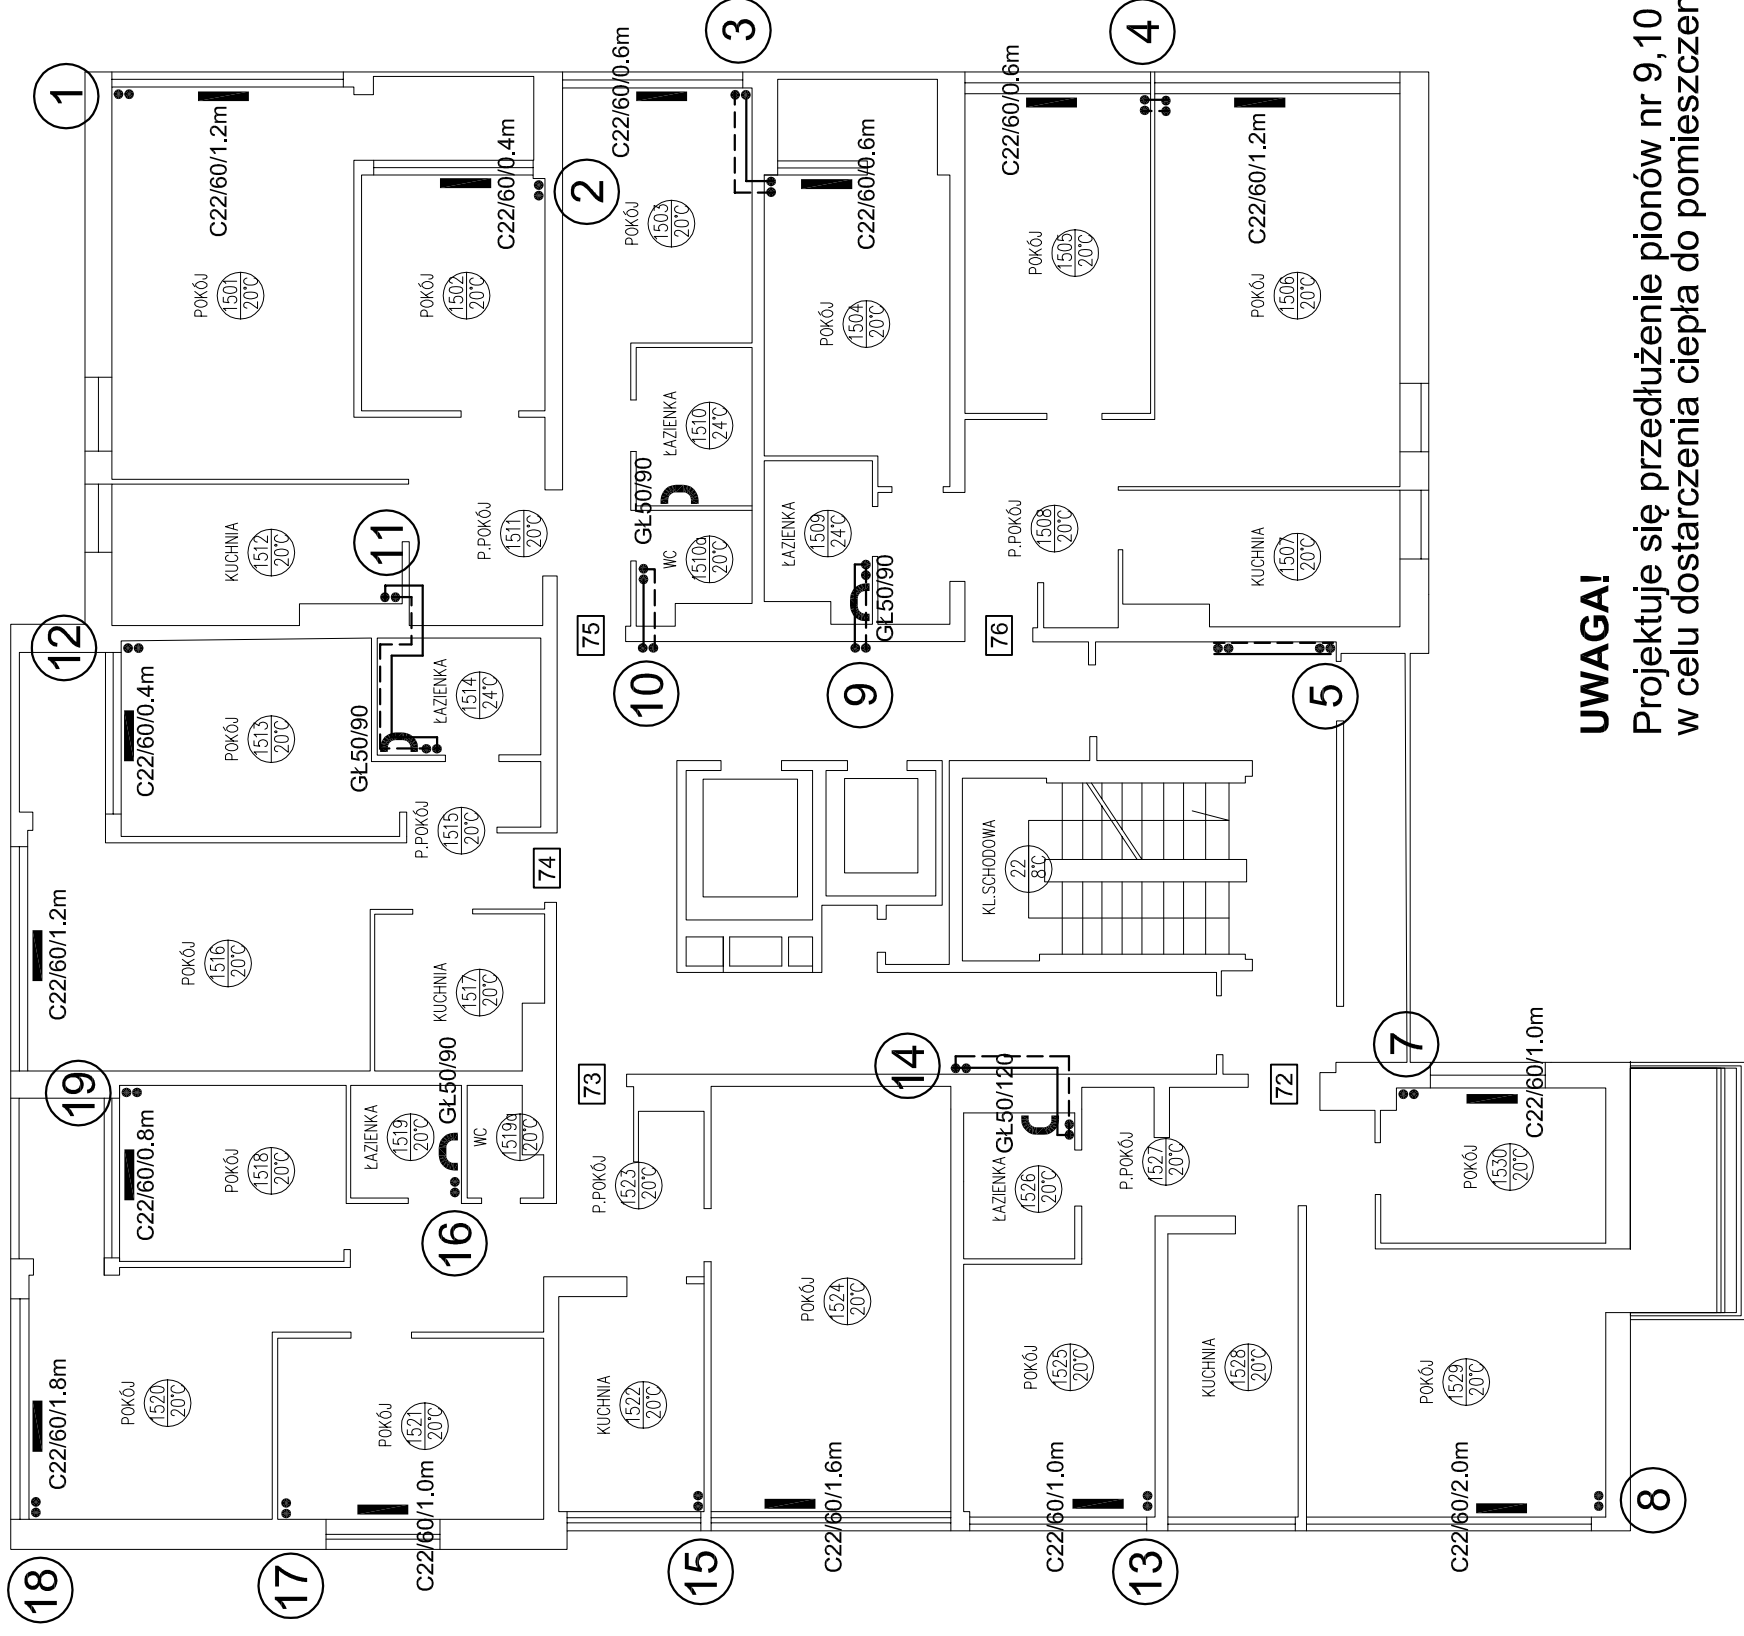 1
C22/60/1.2m
POKÓJ
1501
20°C
C22/60/0.4m
2
POKÓJ
1502
20°C
C22/60/0.6m
3
POKÓJ
1503
20°C
C22/60/0.6m
POKÓJ
1504
20°C
C22/60/0.6m
4
POKÓJ
1505
20°C
C22/60/1.2m
POKÓJ
1506
20°C
KUCHNIA
1507
20°C
P.POKÓJ
1508
20°C
ŁAZIENKA
1509
24°C
GŁ50/90
9
76
ŁAZIENKA
1510
24°C
GŁ50/90
WC
1510a
20°C
10
75
P.POKÓJ
1511
20°C
KUCHNIA
1512
20°C
11
12
C22/60/0.4m
POKÓJ
1513
20°C
GŁ50/90
ŁAZIENKA
1514
24°C
P.POKÓJ
1515
20°C
74
C22/60/1.2m
POKÓJ
1516
20°C
KUCHNIA
1517
20°C
19
C22/60/0.8m
POKÓJ
1518
20°C
ŁAZIENKA
1519
20°C
GŁ50/90
WC
1519a
20°C
16
73
18
C22/60/1.8m
POKÓJ
1520
20°C
17
POKÓJ
1521
20°C
C22/60/1.0m
KUCHNIA
1522
20°C
P.POKÓJ
1523
20°C
15
POKÓJ
1524
20°C
C22/60/1.6m
14
GŁ50/120
POKÓJ
1525
20°C
C22/60/1.0m
13
ŁAZIENKA
1526
20°C
P.POKÓJ
1527
20°C
72
KUCHNIA
1528
20°C
POKÓJ
1529
20°C
C22/60/2.0m
8
7
C22/60/1.0m
POKÓJ
1530
20°C
KL.SCHODOWA
22
8°C
5
UWAGA!
Projektuje się przedłużenie pionów nr 9,10
w celu dostarczenia ciepła do pomieszczeń